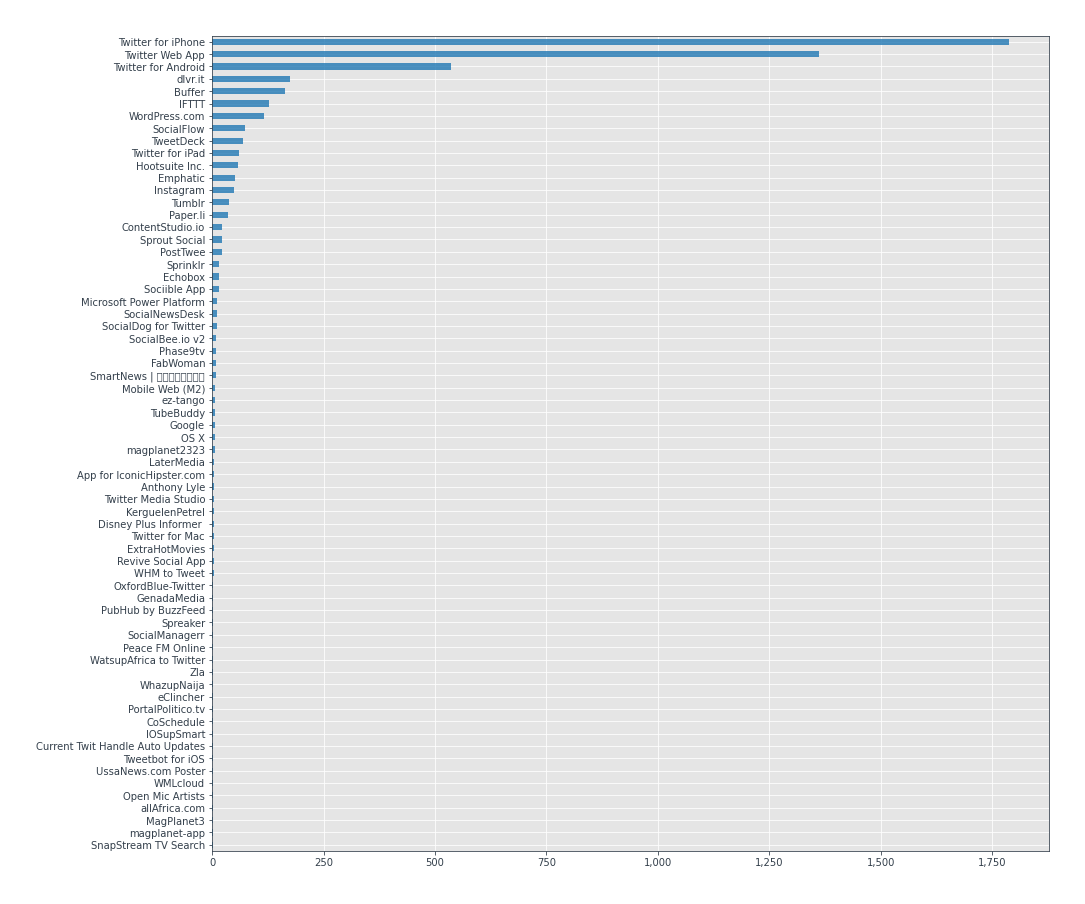 Twitter for iPhone
Twitter Web App
Twitter for Android
dlvr.it
Buffer
IFTTT
WordPress.com
SocialFlow
TweetDeck
Twitter for iPad
Hootsuite Inc.
Emphatic
Instagram
Tumblr
Paper.li
ContentStudio.io
Sprout Social
PostTwee
Sprinklr
Echobox
Sociible App
Microsoft Power Platform
SocialNewsDesk
SocialDog for Twitter
SocialBee.io v2
Phase9tv
FabWoman
SmartNews |
Mobile Web (M2)
ez-tango
TubeBuddy
Google
OS X
magplanet2323
LaterMedia
App for IconicHipster.com
Anthony Lyle
Twitter Media Studio
KerguelenPetrel
Disney Plus Informer
Twitter for Mac
ExtraHotMovies
Revive Social App
WHM to Tweet
OxfordBlue-Twitter
GenadaMedia
PubHub by BuzzFeed
Spreaker
SocialManagerr
Peace FM Online
WatsupAfrica to Twitter
Zla
WhazupNaija
eClincher
PortalPolitico.tv
CoSchedule
IOSupSmart
Current Twit Handle Auto Updates
Tweetbot for iOS
UssaNews.com Poster
WMLcloud
Open Mic Artists
allAfrica.com
MagPlanet3
magplanet-app
SnapStream TV Search
0 250 500 750 1,000 1,250 1,500 1,750